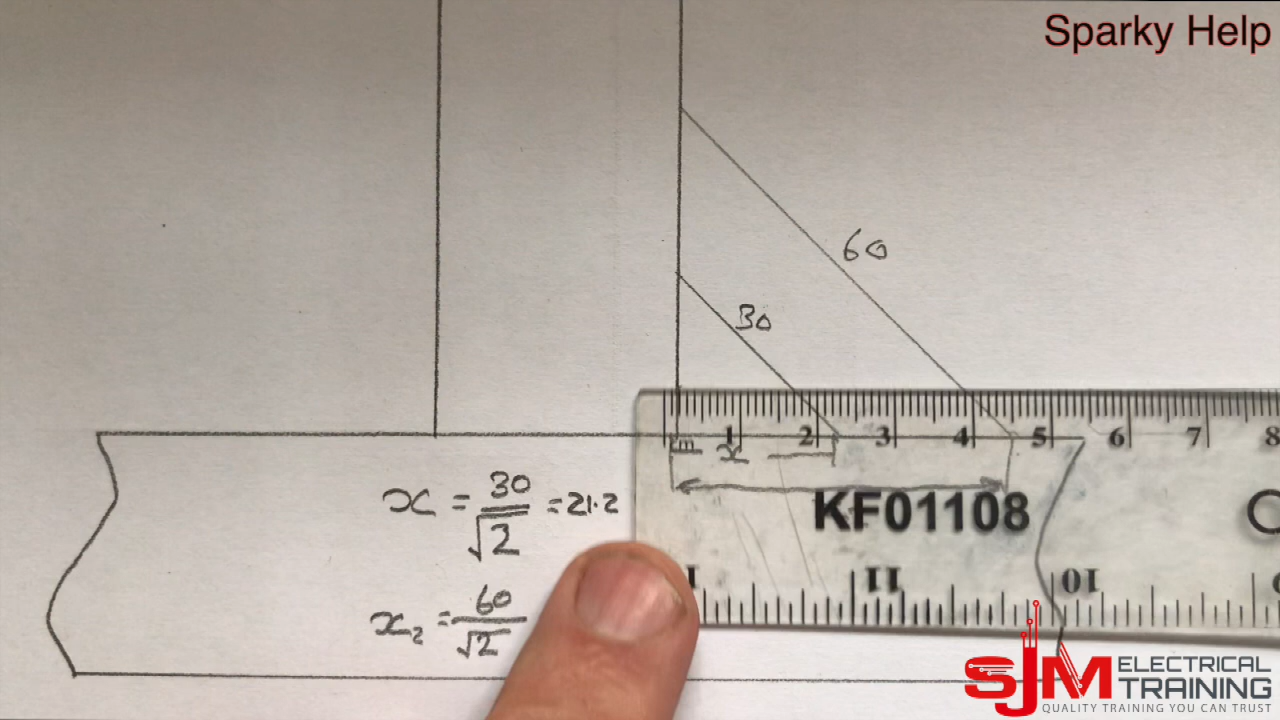 Sparky Help
60
30
1 2 3 4 5 6 7 8
x
x = 30/√2 = 21.2
KF01108
x₂ = 60/√2
11 10
SJM ELECTRICAL TRAINING
QUALITY TRAINING YOU CAN TRUST